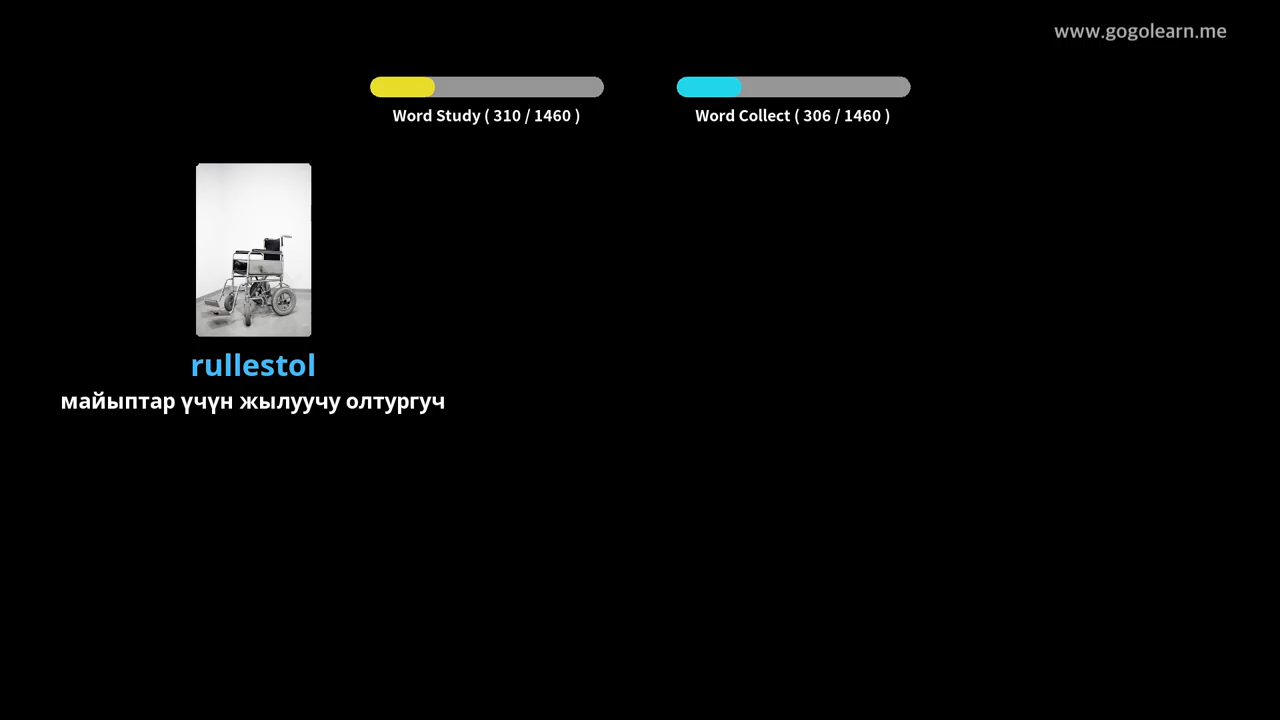 www.gogolearn.me
Word Study ( 310 / 1460 )
Word Collect ( 306 / 1460 )
rullestol
майыптар үчүн жылуучу олтургуч